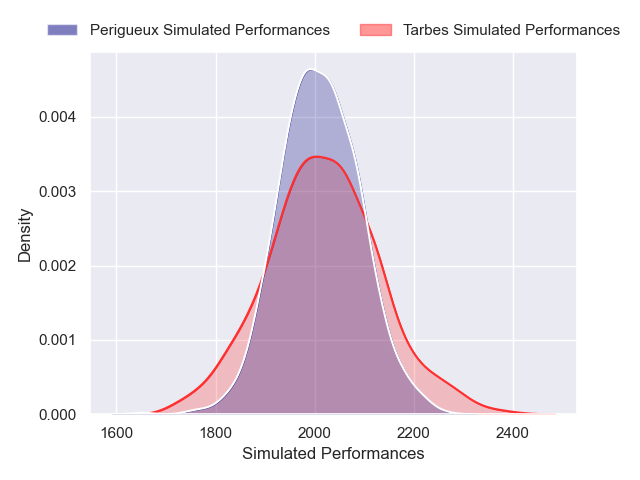 Perigueux Simulated Performances
Tarbes Simulated Performances
0.004
0.003
0.002
0.001
0.000
Density
1600 1800 2000 2200 2400
Simulated Performances